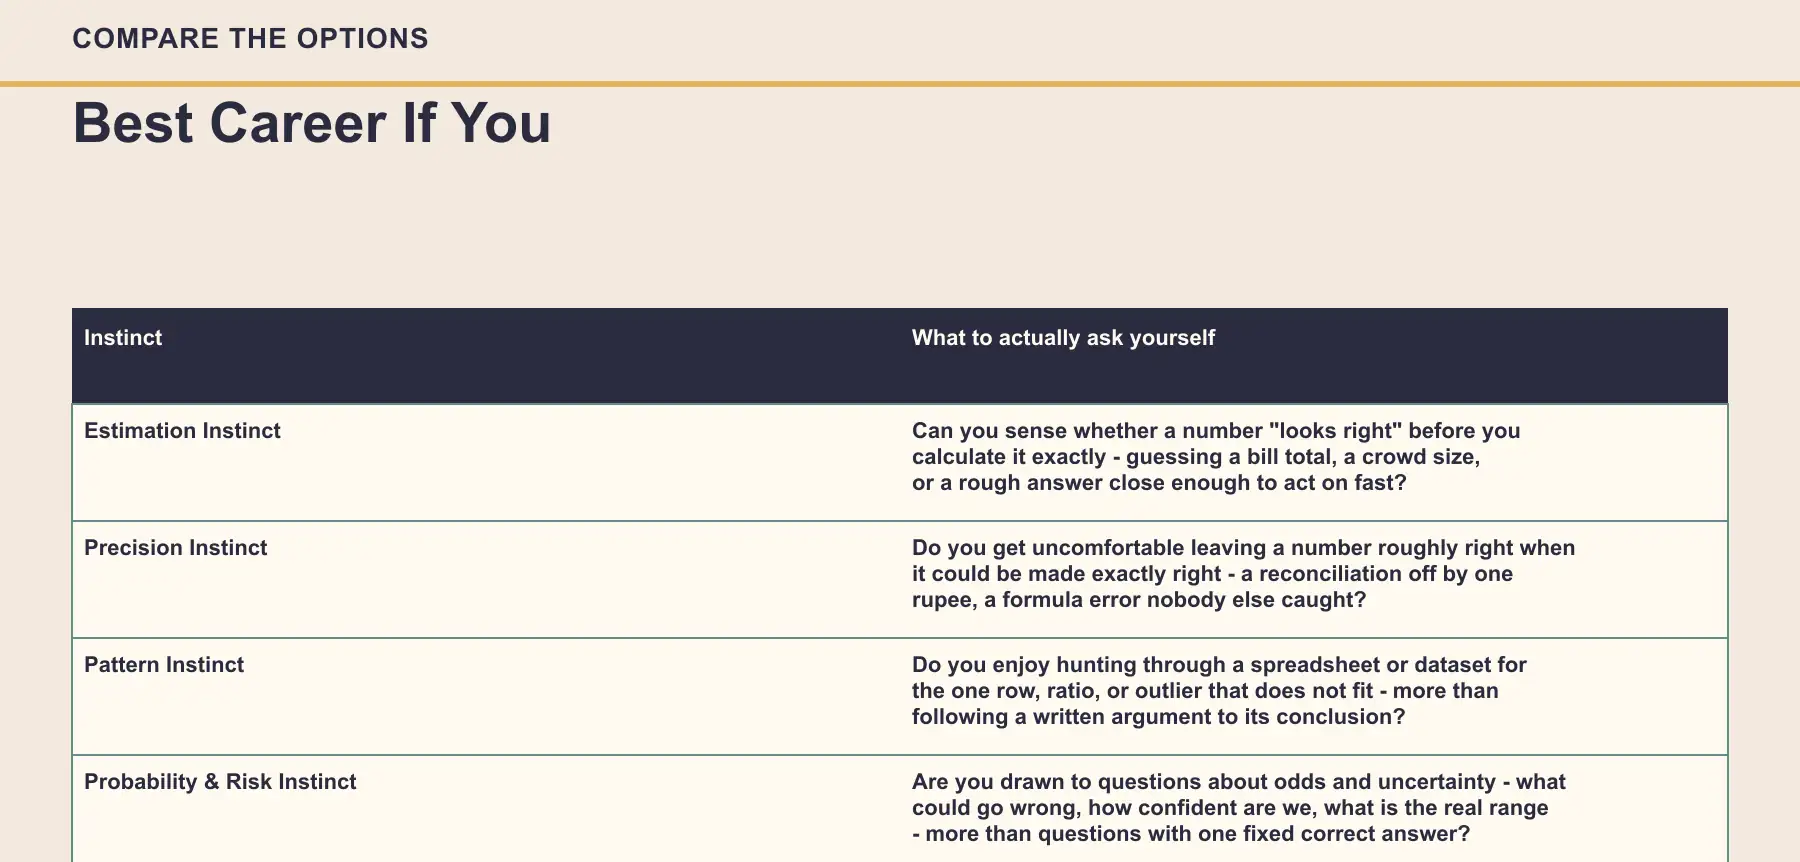 COMPARE THE OPTIONS
Best Career If You
Instinct
What to actually ask yourself
Estimation Instinct
Can you sense whether a number "looks right" before you
calculate it exactly - guessing a bill total, a crowd size,
or a rough answer close enough to act on fast?
Precision Instinct
Do you get uncomfortable leaving a number roughly right when
it could be made exactly right - a reconciliation off by one
rupee, a formula error nobody else caught?
Pattern Instinct
Do you enjoy hunting through a spreadsheet or dataset for
the one row, ratio, or outlier that does not fit - more than
following a written argument to its conclusion?
Probability & Risk Instinct
Are you drawn to questions about odds and uncertainty - what
could go wrong, how confident are we, what is the real range
- more than questions with one fixed correct answer?